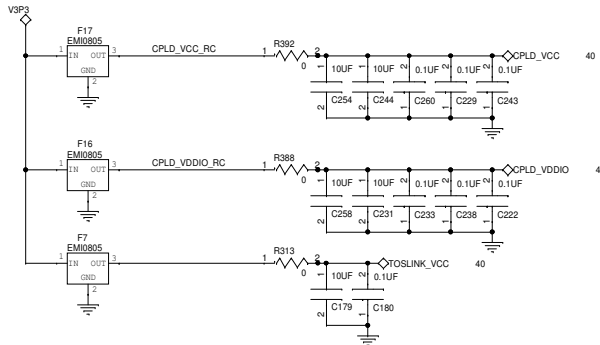 V3P3
F17
EMI0805
1 IN OUT 3
GND
2
CPLD_VCC_RC
1 R392 2
0
1 10UF 1 10UF 2 0.1UF 2 0.1UF 2 0.1UF
2 C254 2 C244 1 C260 1 C229 1 C243
CPLD_VCC 40
F16
EMI0805
1 IN OUT 3
GND
2
CPLD_VDDIO_RC
1 R388 2
0
1 10UF 1 10UF 2 0.1UF 2 0.1UF 2 0.1UF
2 C258 2 C231 1 C233 1 C238 1 C222
CPLD_VDDIO 4
F7
EMI0805
1 IN OUT 3
GND
2
1 R313 2
0
1 10UF 2 0.1UF
2 C179 1 C180
TOSLINK_VCC 40